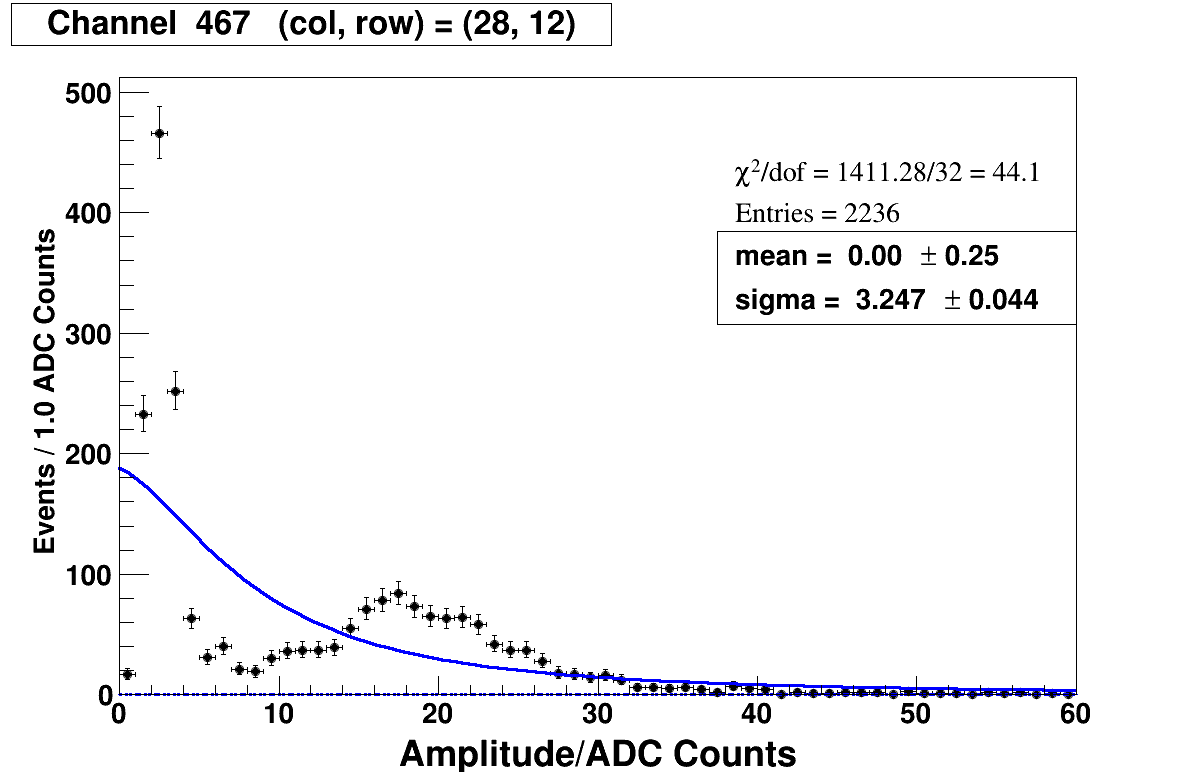 Channel 467 (col, row) = (28, 12)
500
400
300
200
100
0
Events / 1.0 ADC Counts
χ²/dof = 1411.28/32 = 44.1
Entries = 2236
mean = 0.00 ± 0.25
sigma = 3.247 ± 0.044
0 10 20 30 40 50 60
Amplitude/ADC Counts